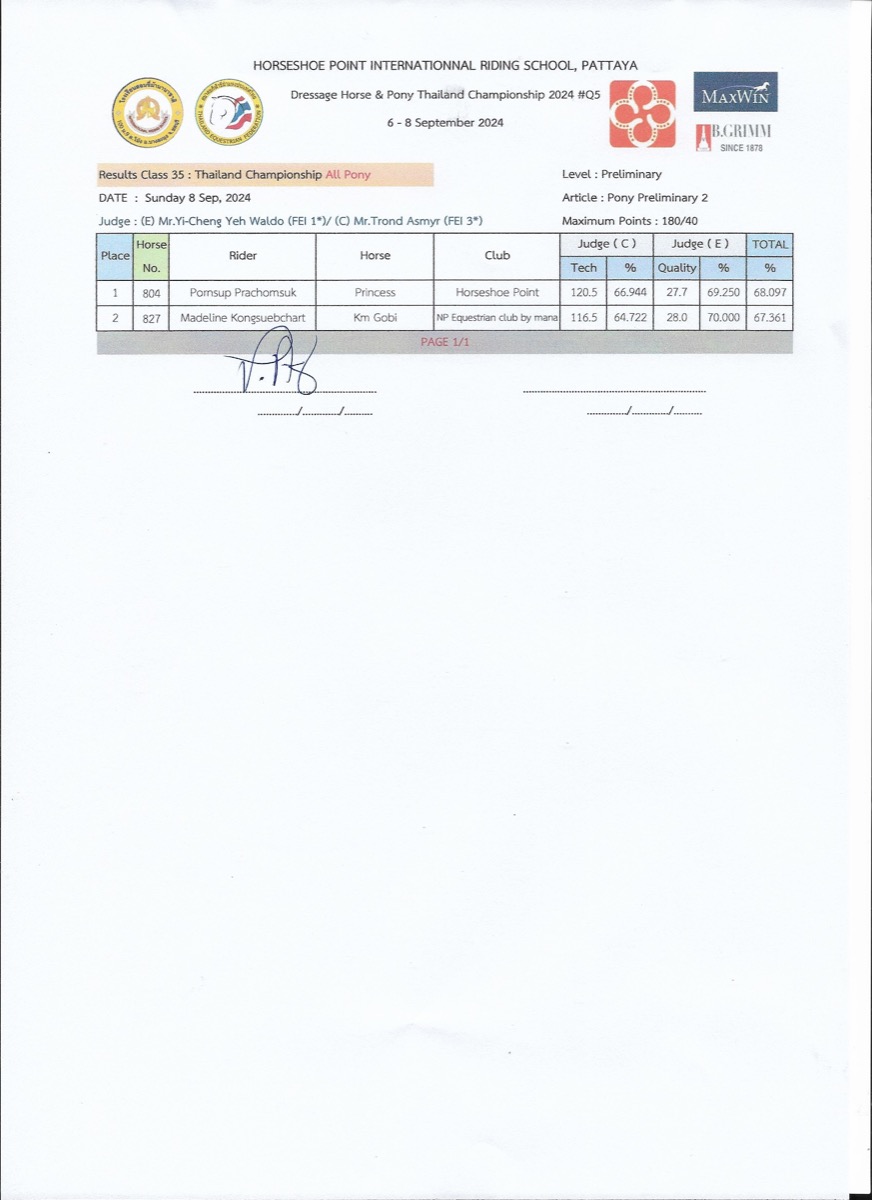 HORSESHOE POINT INTERNATIONNAL RIDING SCHOOL, PATTAYA
Dressage Horse & Pony Thailand Championship 2024 #Q5
6 - 8 September 2024
THAILAND EQUESTRIAN FEDERATION
MAXWIN
B.GRIMM
SINCE 1878
Results Class 35 : Thailand Championship All Pony
Level : Preliminary
DATE : Sunday 8 Sep, 2024
Article : Pony Preliminary 2
Judge : (E) Mr.Yi-Cheng Yeh Waldo (FEI 1*)/ (C) Mr.Trond Asmyr (FEI 3*)
Maximum Points : 180/40
Place Horse No. Rider Horse Club Judge ( C ) Judge ( E ) TOTAL
Tech % Quality % %
1 804 Pornsup Prachomsuk Princess Horseshoe Point 120.5 66.944 27.7 69.250 68.097
2 827 Madeline Kongsuebchart Km Gobi NP Equestrian club by mana 116.5 64.722 28.0 70.000 67.361
PAGE 1/1